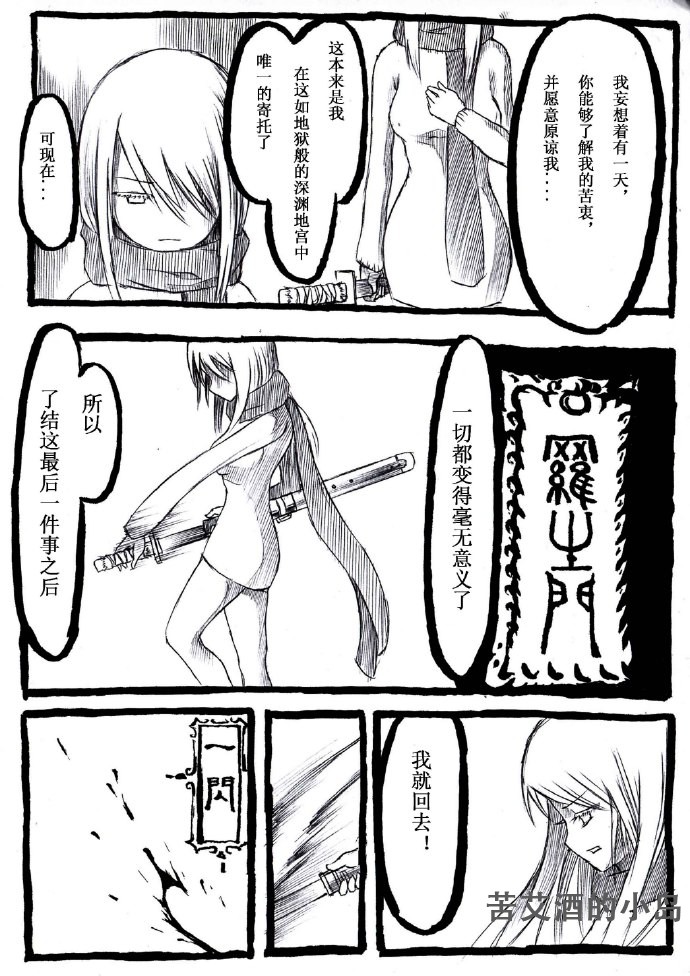 我妄想着有一天，
你能够了解我的苦衷，
并愿意原谅我....
这本来是我
在这如地狱般的深渊地宫中
唯一的寄托了
可现在...
羅生門
一切都变得毫无意义了
所以
了结这最后一件事之后
我就回去！
一閃
苦艾酒的小岛